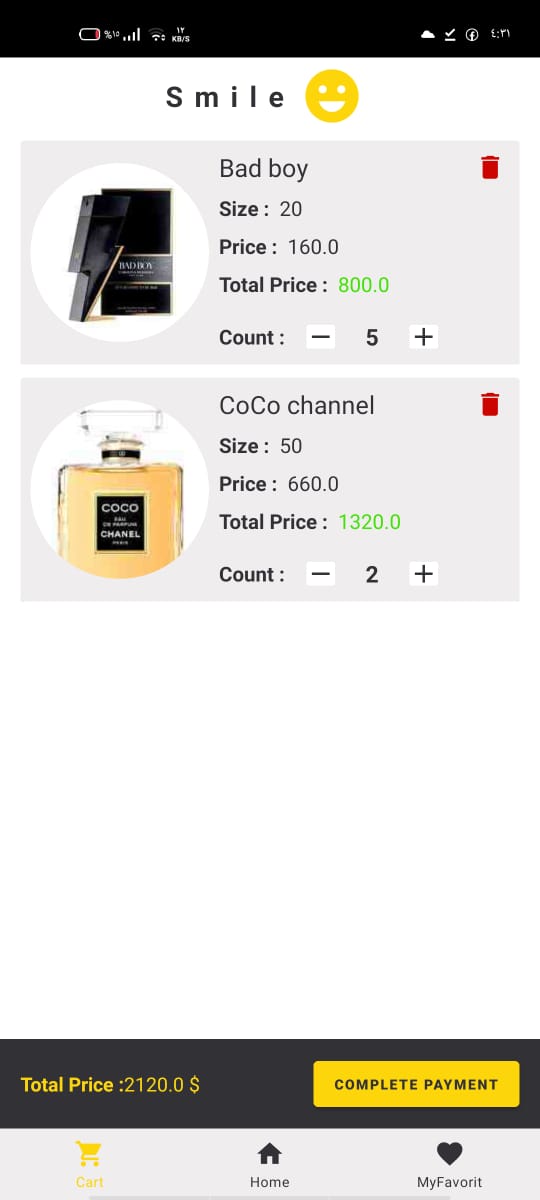 %١٥ ١٢ KB/S ٤:٣١
Smile
Bad boy
Size : 20
Price : 160.0
Total Price : 800.0
Count : 5
BAD BOY
CoCo channel
Size : 50
Price : 660.0
Total Price : 1320.0
Count : 2
COCO
EAU
DE PARFUM
CHANEL
PARIS
Total Price :2120.0 $
COMPLETE PAYMENT
Cart Home MyFavorit